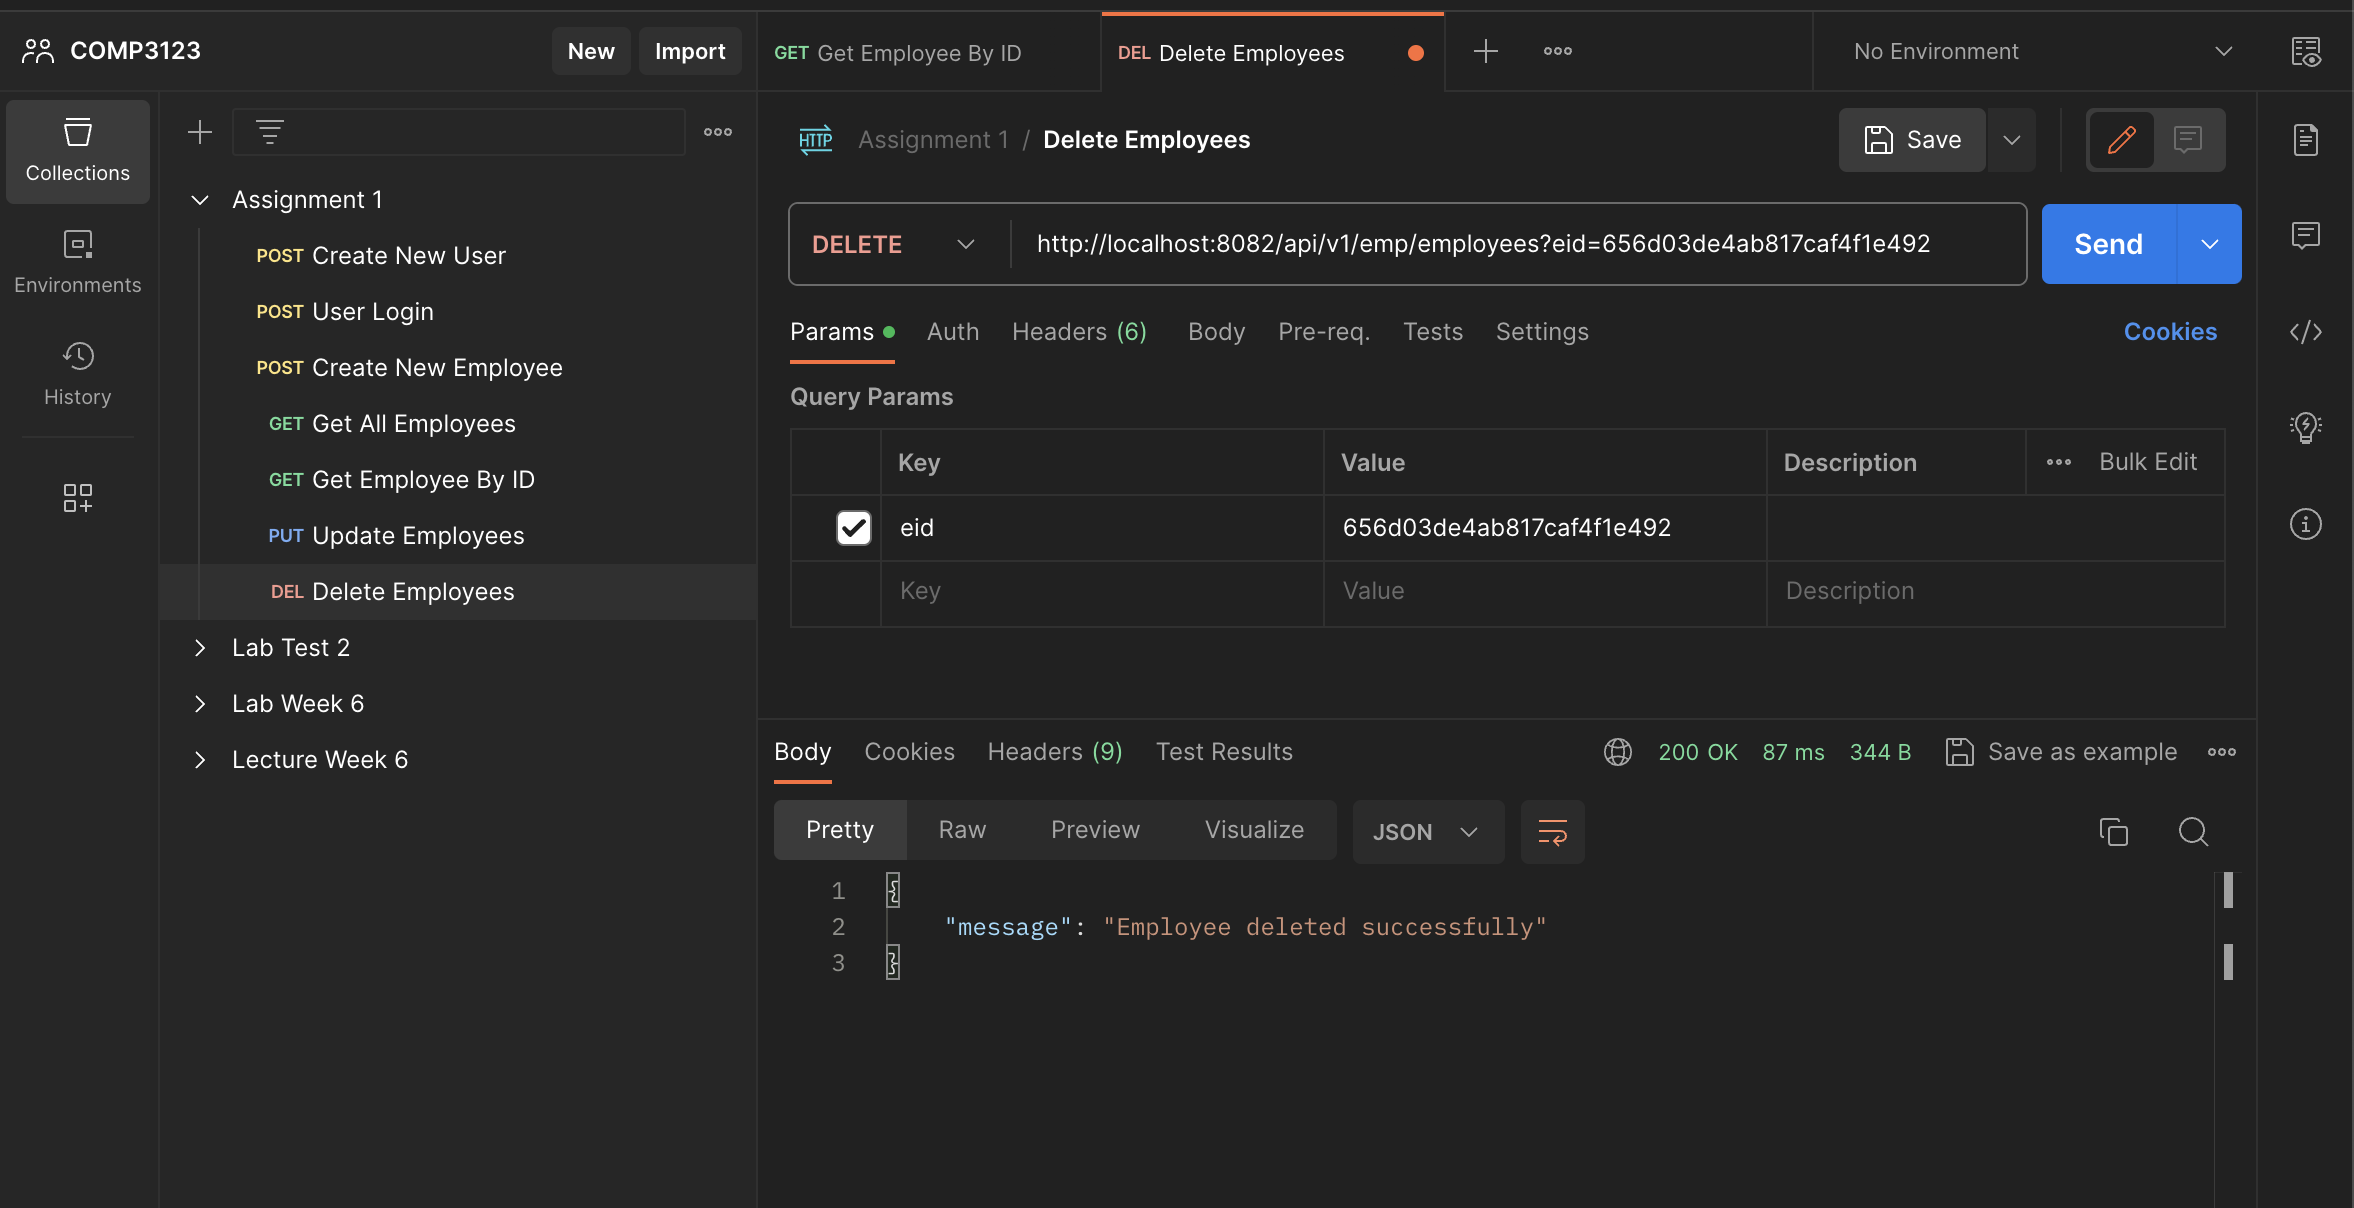 COMP3123
New
Import
GET Get Employee By ID
DEL Delete Employees
No Environment
Collections
Environments
History
Assignment 1
POST Create New User
POST User Login
POST Create New Employee
GET Get All Employees
GET Get Employee By ID
PUT Update Employees
DEL Delete Employees
Lab Test 2
Lab Week 6
Lecture Week 6
HTTP Assignment 1 / Delete Employees
Save
DELETE http://localhost:8082/api/v1/emp/employees?eid=656d03de4ab817caf4f1e492
Send
Params Auth Headers (6) Body Pre-req. Tests Settings Cookies
Query Params
Key Value Description Bulk Edit
eid 656d03de4ab817caf4f1e492
Key Value Description
Body Cookies Headers (9) Test Results 200 OK 87 ms 344 B Save as example
Pretty Raw Preview Visualize JSON
1 {
2 "message": "Employee deleted successfully"
3 }